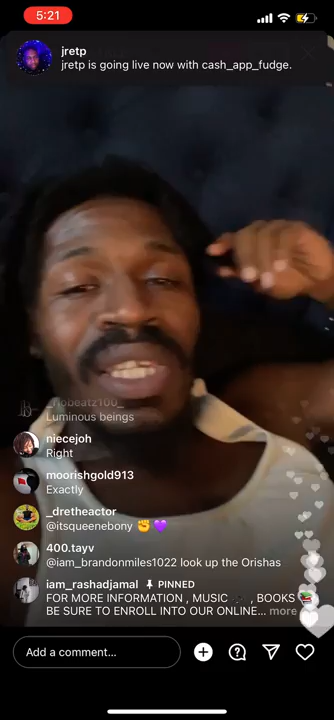 5:21
jretp
jretp is going live now with cash_app_fudge.
_nobeatz100_
Luminous beings
niecejoh
Right
moorishgold913
Exactly
_dretheactor
@itsqueenebony ✊💜
400.tayv
@iam_brandonmiles1022 look up the Orishas
iam_rashadjamal PINNED
FOR MORE INFORMATION , MUSIC , BOOKS 📚
BE SURE TO ENROLL INTO OUR ONLINE... more
Add a comment...